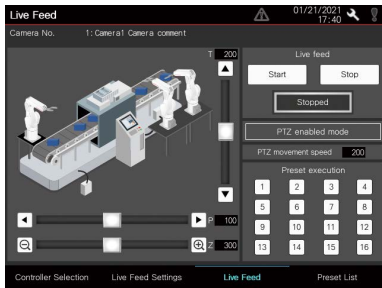 Live Feed
01/21/2021
17:40
Camera No.
1:Camera1 Camera comment
T 200
P 100
Z 300
Live feed
Start
Stop
Stopped
PTZ enabled mode
PTZ movement speed 200
Preset execution
1 2 3 4
5 6 7 8
9 10 11 12
13 14 15 16
Controller Selection
Live Feed Settings
Live Feed
Preset List